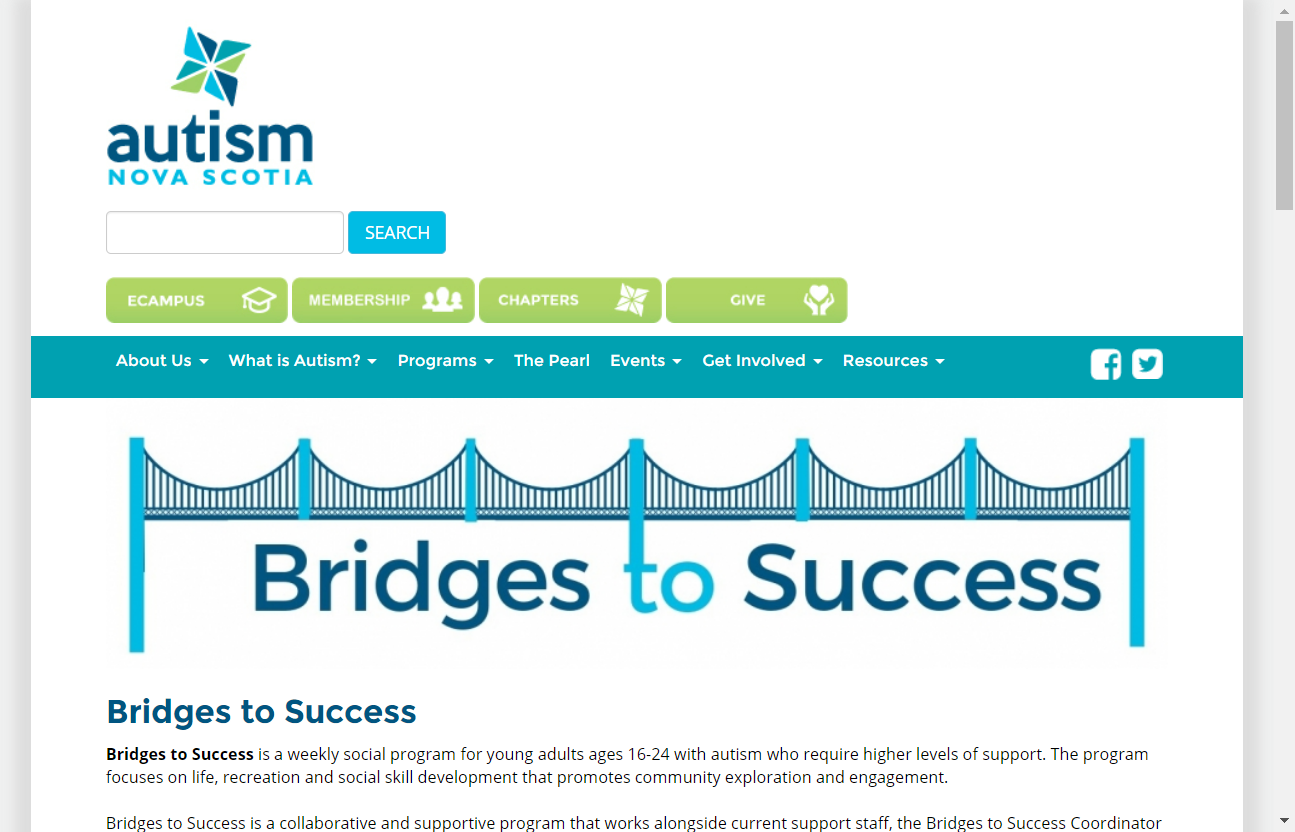 autism
NOVA SCOTIA
SEARCH
ECAMPUS MEMBERSHIP CHAPTERS GIVE
About Us What is Autism? Programs The Pearl Events Get Involved Resources
Bridges to Success
Bridges to Success
Bridges to Success is a weekly social program for young adults ages 16-24 with autism who require higher levels of support. The program
focuses on life, recreation and social skill development that promotes community exploration and engagement.
Bridges to Success is a collaborative and supportive program that works alongside current support staff, the Bridges to Success Coordinator